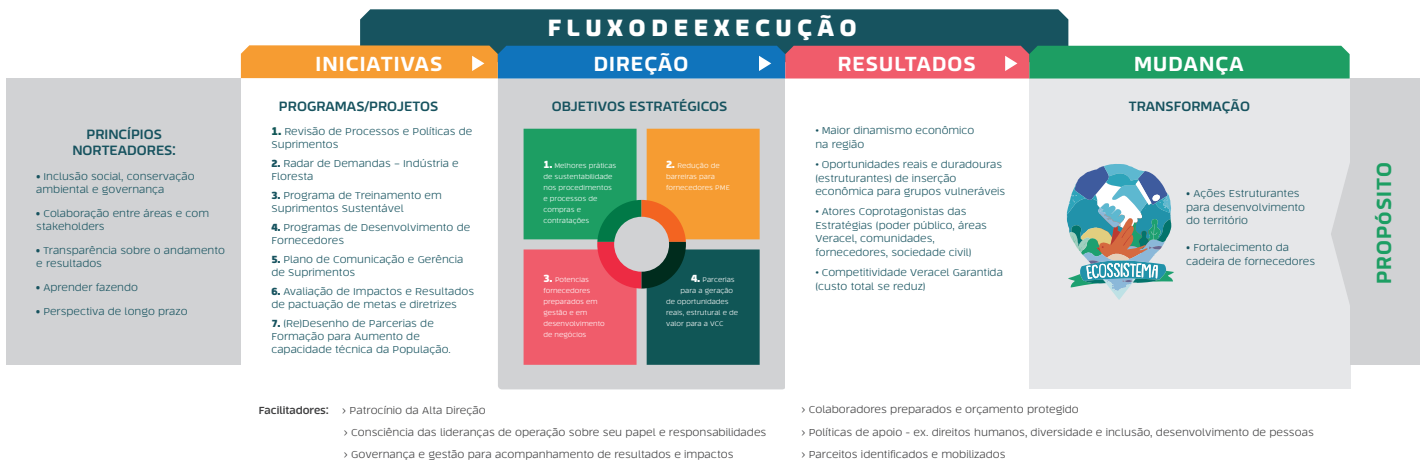 FLUXODEEXECUÇÃO
INICIATIVAS
DIREÇÃO
RESULTADOS
MUDANÇA
PRINCÍPIOS
NORTEADORES:
• Inclusão social, conservação
ambiental e governança
• Colaboração entre áreas e com
stakeholders
• Transparência sobre o andamento
e resultados
• Aprender fazendo
• Perspectiva de longo prazo
PROGRAMAS/PROJETOS
1. Revisão de Processos e Políticas de
Suprimentos
2. Radar de Demandas – Indústria e
Floresta
3. Programa de Treinamento em
Suprimentos Sustentável
4. Programas de Desenvolvimento de
Fornecedores
5. Plano de Comunicação e Gerência
de Suprimentos
6. Avaliação de Impactos e Resultados
de pactuação de metas e diretrizes
7. (Re)Desenho de Parcerias de
Formação para Aumento de
capacidade técnica da População.
OBJETIVOS ESTRATÉGICOS
1. Melhores práticas
de sustentabilidade
nos procedimentos
e processos de
compras e
contratações
2. Redução de
barreiras para
fornecedores PME
3. Potencias
fornecedores
preparados em
gestão e em
desenvolvimento
de negócios
4. Parcerias
para a geração
de oportunidades
reais, estrutural e de
valor para a VCC
• Maior dinamismo econômico
na região
• Oportunidades reais e duradouras
(estruturantes) de inserção
econômica para grupos vulneráveis
• Atores Coprotagonistas das
Estratégias (poder público, áreas
Veracel, comunidades,
fornecedores, sociedade civil)
• Competitividade Veracel Garantida
(custo total se reduz)
TRANSFORMAÇÃO
ECOSSISTEMA
• Ações Estruturantes
para desenvolvimento
do território
• Fortalecimento da
cadeira de fornecedores
PROPÓSITO
Facilitadores:
› Patrocínio da Alta Direção
› Consciência das lideranças de operação sobre seu papel e responsabilidades
› Governança e gestão para acompanhamento de resultados e impactos
› Colaboradores preparados e orçamento protegido
› Políticas de apoio - ex. direitos humanos, diversidade e inclusão, desenvolvimento de pessoas
› Parceitos identificados e mobilizados